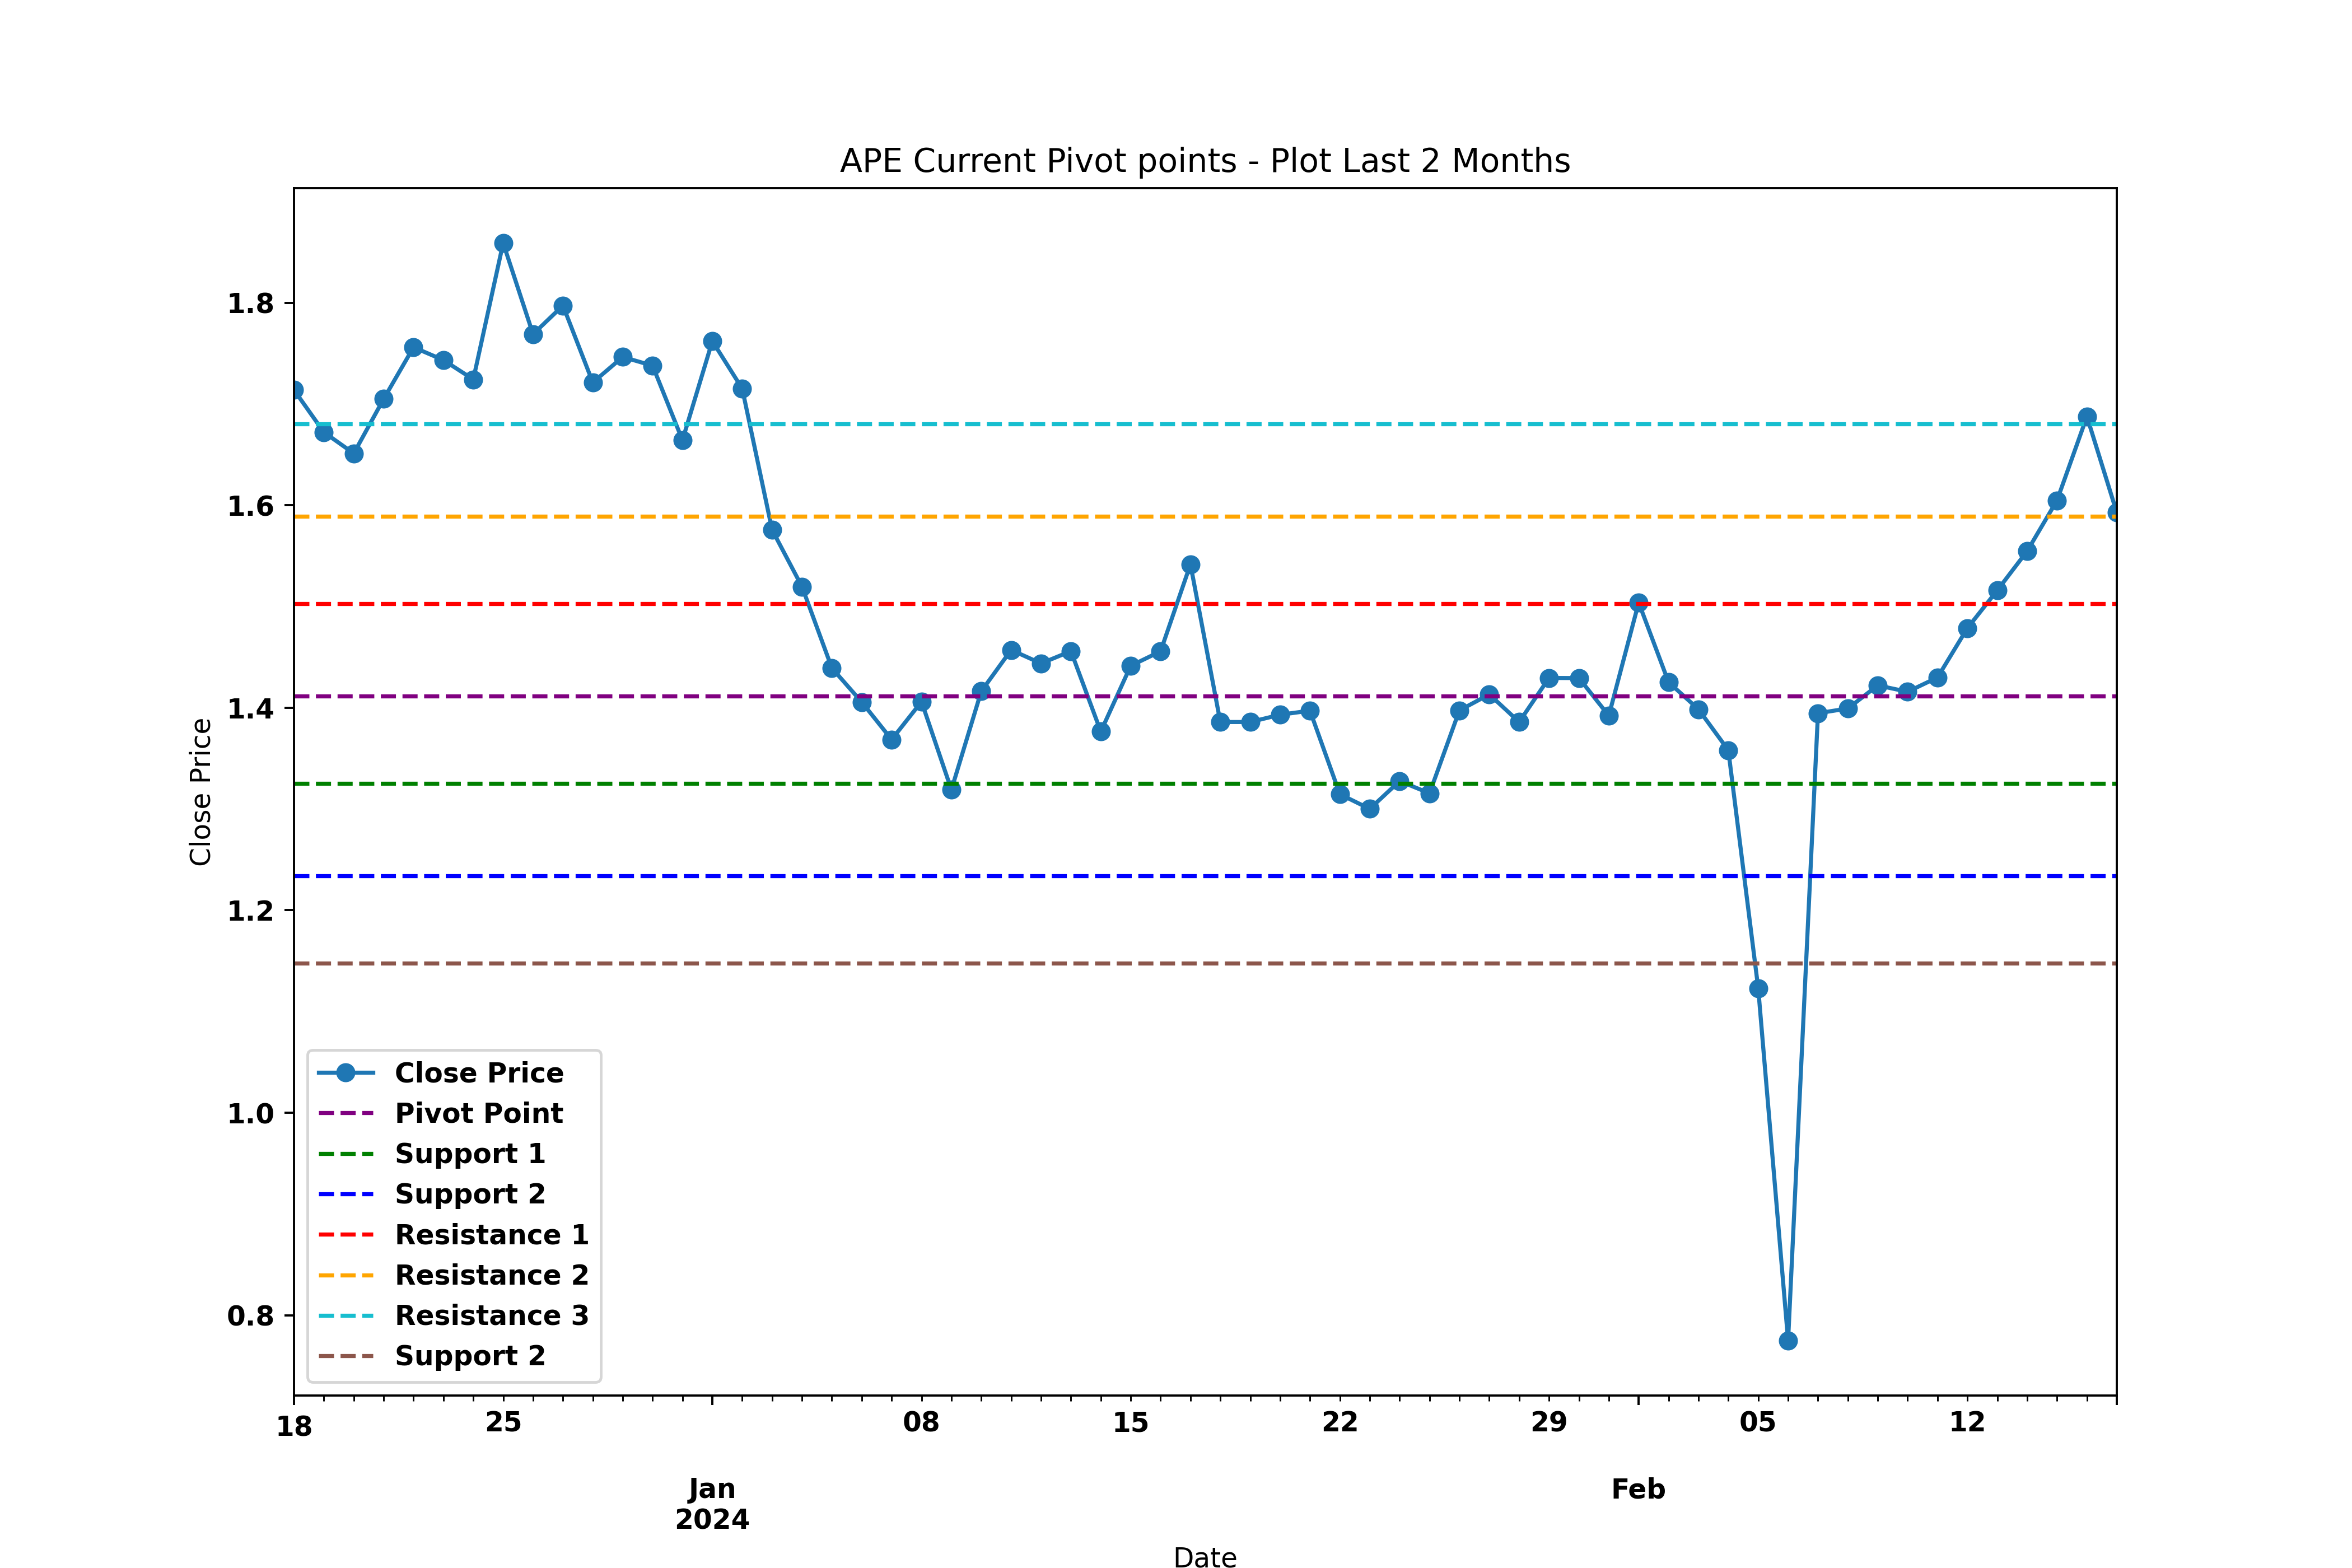 APE Current Pivot points - Plot Last 2 Months
Close Price
1.8
1.6
1.4
1.2
1.0
0.8
Close Price
Pivot Point
Support 1
Support 2
Resistance 1
Resistance 2
Resistance 3
Support 2
18 25 08 15 22 29 05 12
Jan Feb
2024
Date